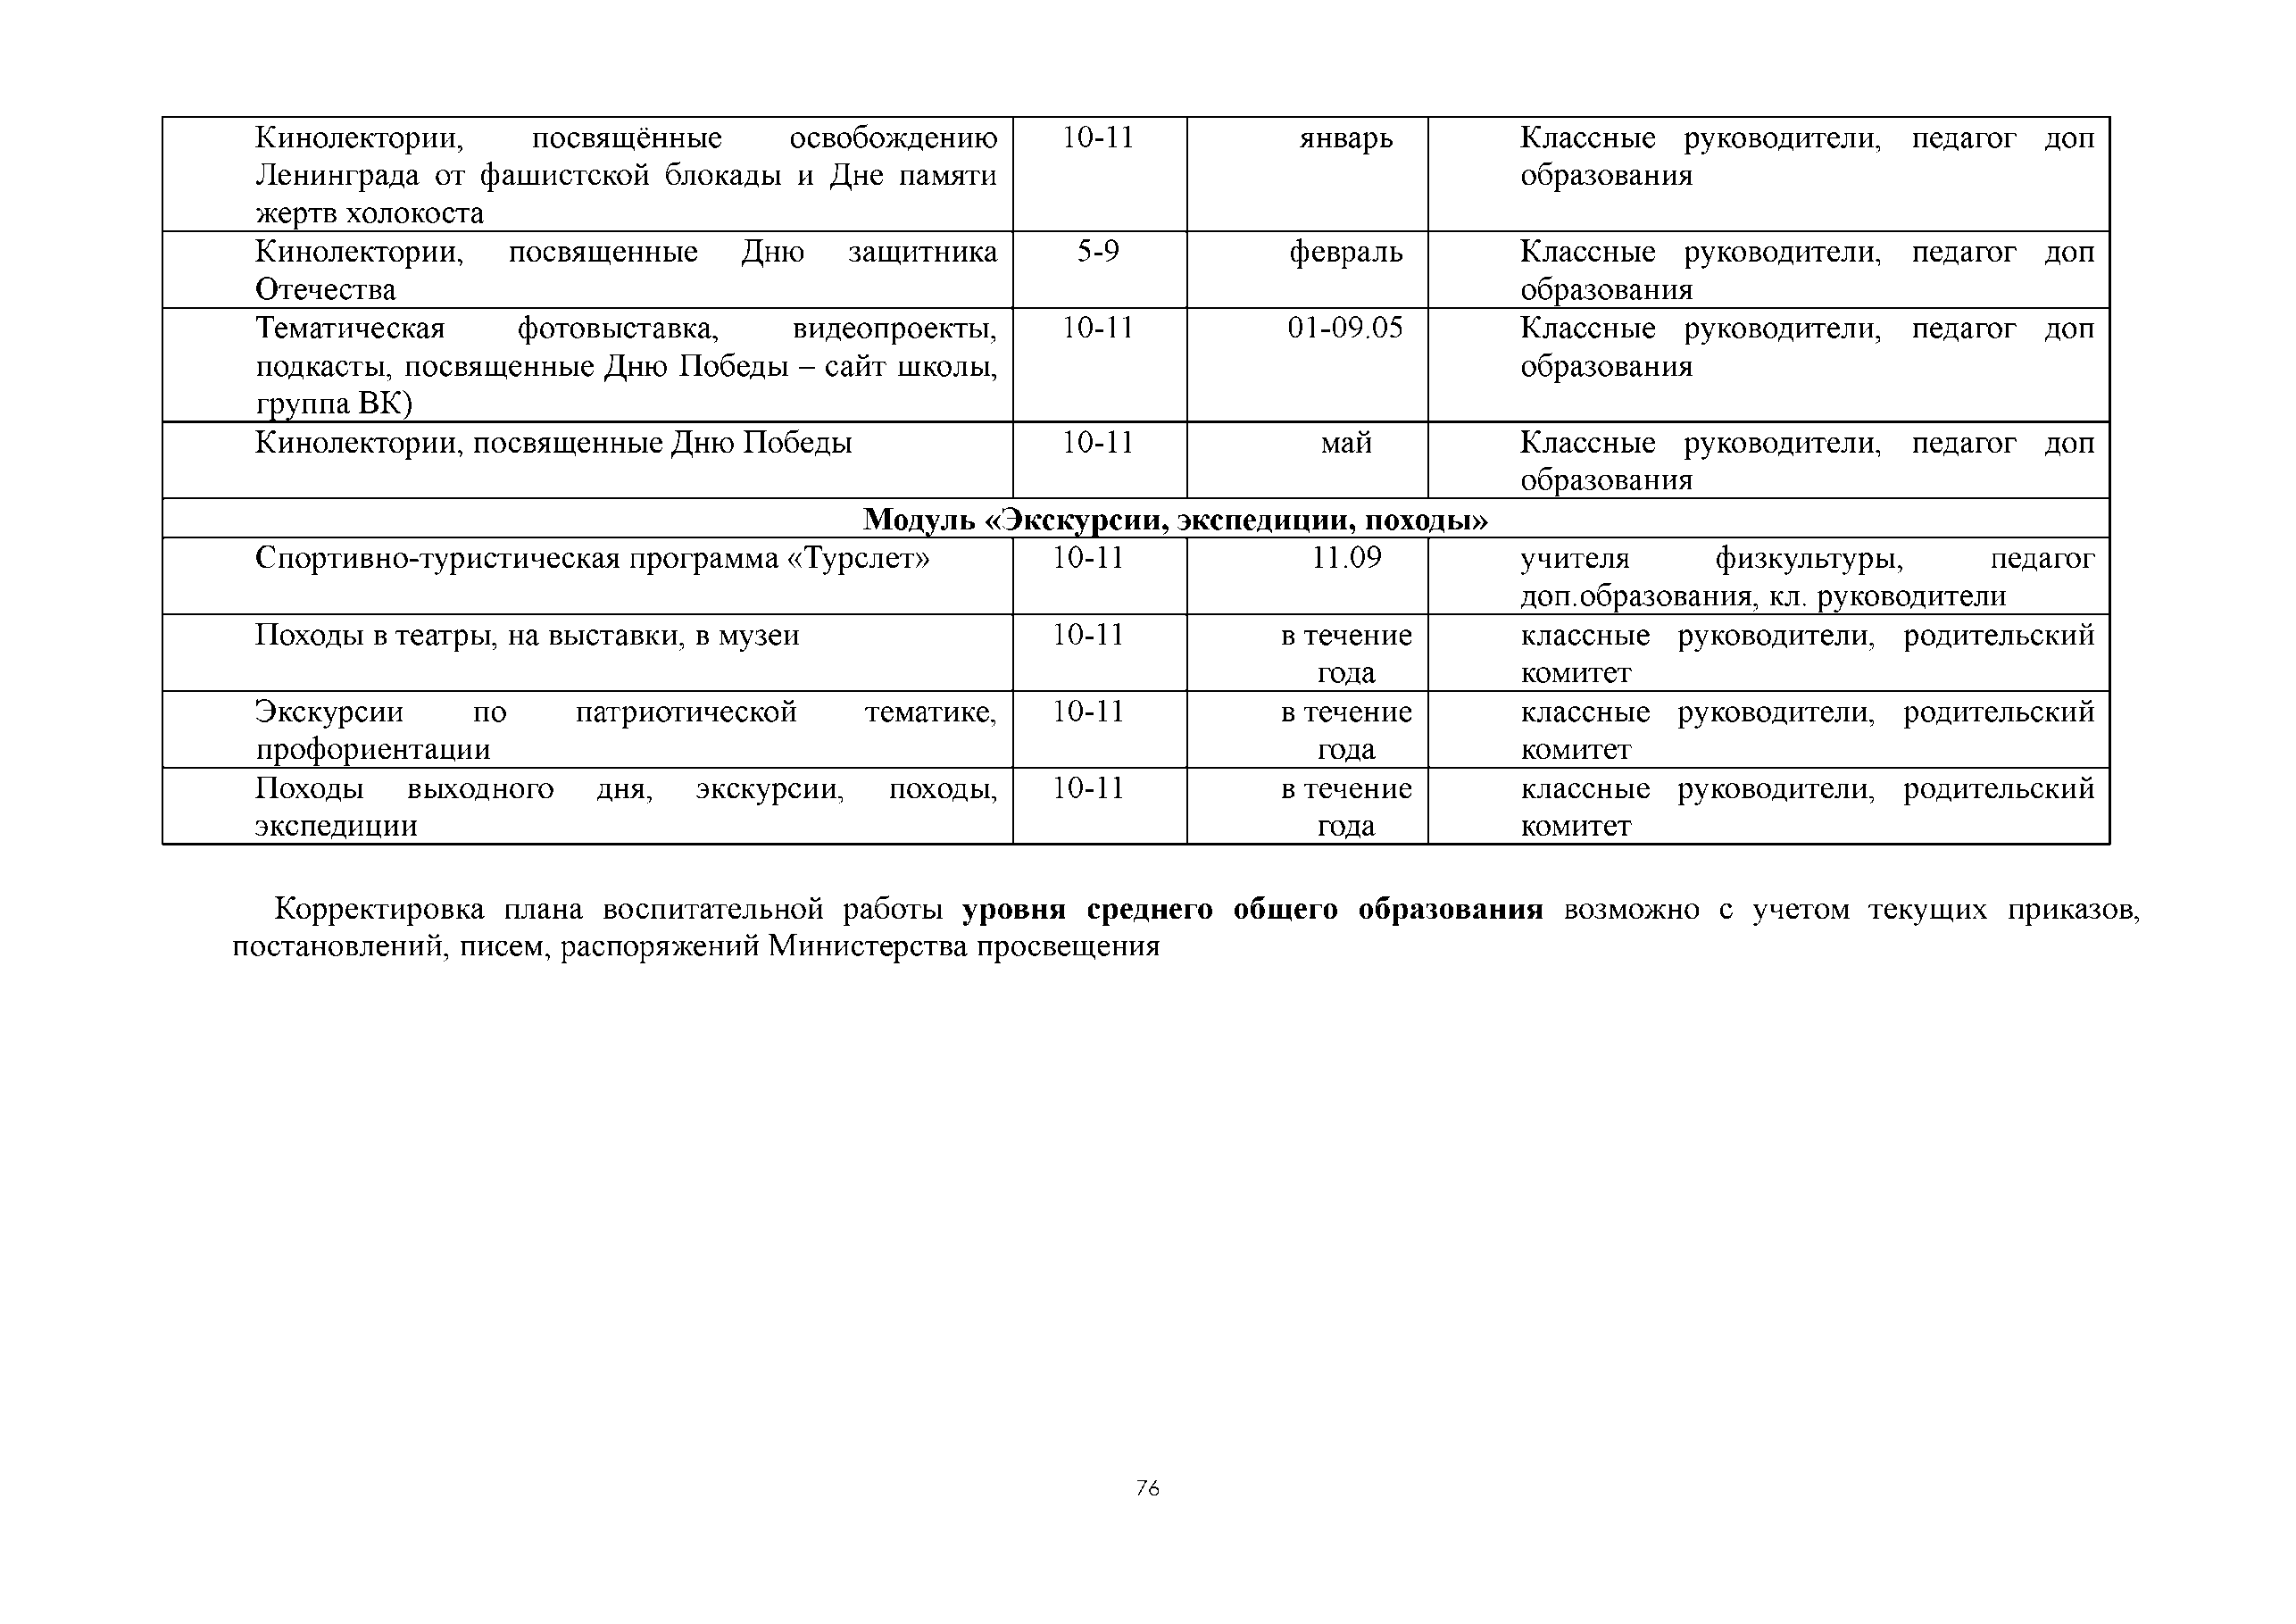 Кинолектории, посвящённые освобождению 10-11 январь Классные руководители, педагог доп
Ленинграда от фашистской блокады и Дне памяти образования
жертв холокоста
Кинолектории, посвященные Дню защитника 5-9 февраль Классные руководители, педагог доп
Отечества образования
Тематическая фотовыставка, видеопроекты, 10-11 01-09.05 Классные руководители, педагог доп
подкасты, посвященные Дню Победы – сайт школы, образования
группа ВК)
Кинолектории, посвященные Дню Победы 10-11 май Классные руководители, педагог доп
образования
Модуль «Экскурсии, экспедиции, походы»
Спортивно-туристическая программа «Турслет» 10-11 11.09 учителя физкультуры, педагог
доп.образования, кл. руководители
Походы в театры, на выставки, в музеи 10-11 в течение классные руководители, родительский
года комитет
Экскурсии по патриотической тематике, 10-11 в течение классные руководители, родительский
профориентации года комитет
Походы выходного дня, экскурсии, походы, 10-11 в течение классные руководители, родительский
экспедиции года комитет
Корректировка плана воспитательной работы уровня среднего общего образования возможно с учетом текущих приказов,
постановлений, писем, распоряжений Министерства просвещения
76